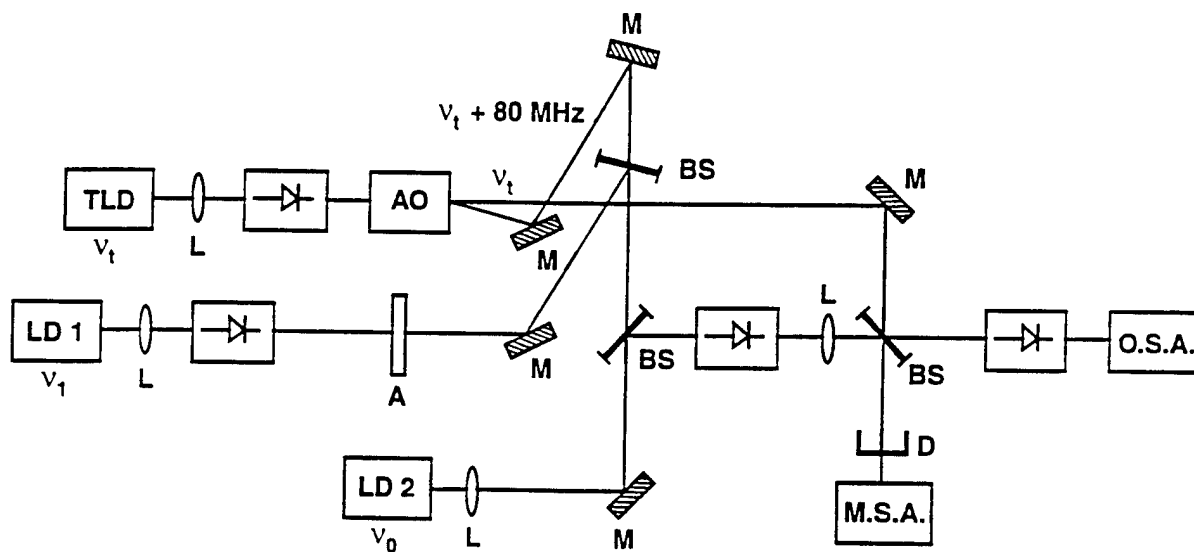 M
ν_t + 80 MHz
BS
M
TLD
L
AO
ν_t
ν_t
M
LD 1
L
A
M
ν_1
BS
L
BS
O.S.A.
D
LD 2
L
M
M.S.A.
ν_0